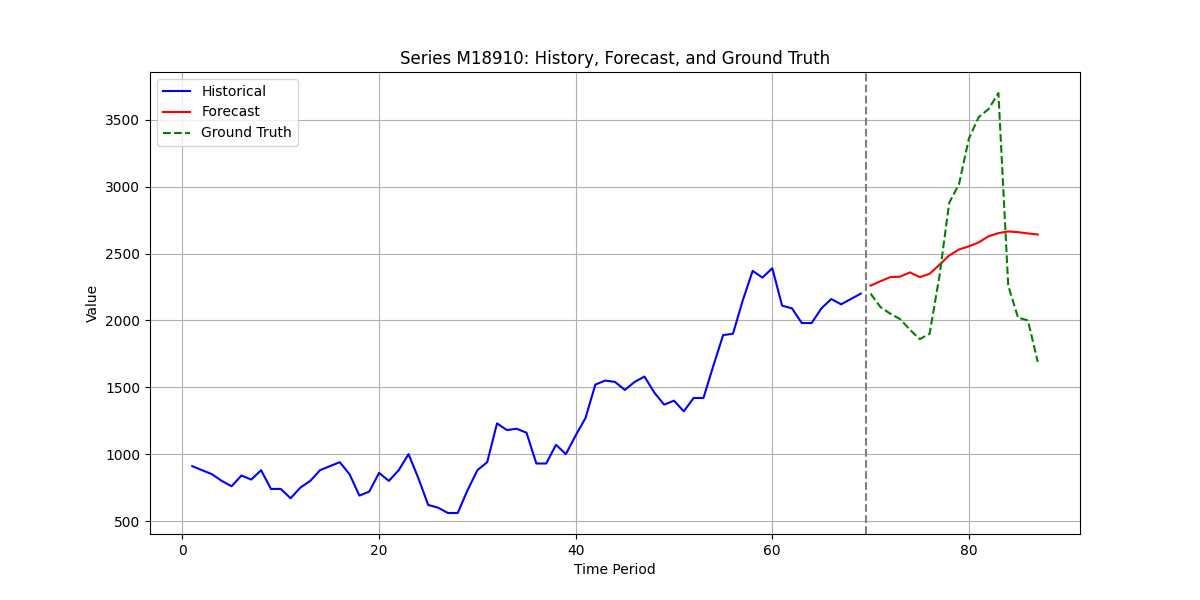 Series M18910: History, Forecast, and Ground Truth
Historical
Forecast
Ground Truth
3500
3000
2500
2000
1500
1000
500
Value
0 20 40 60 80
Time Period